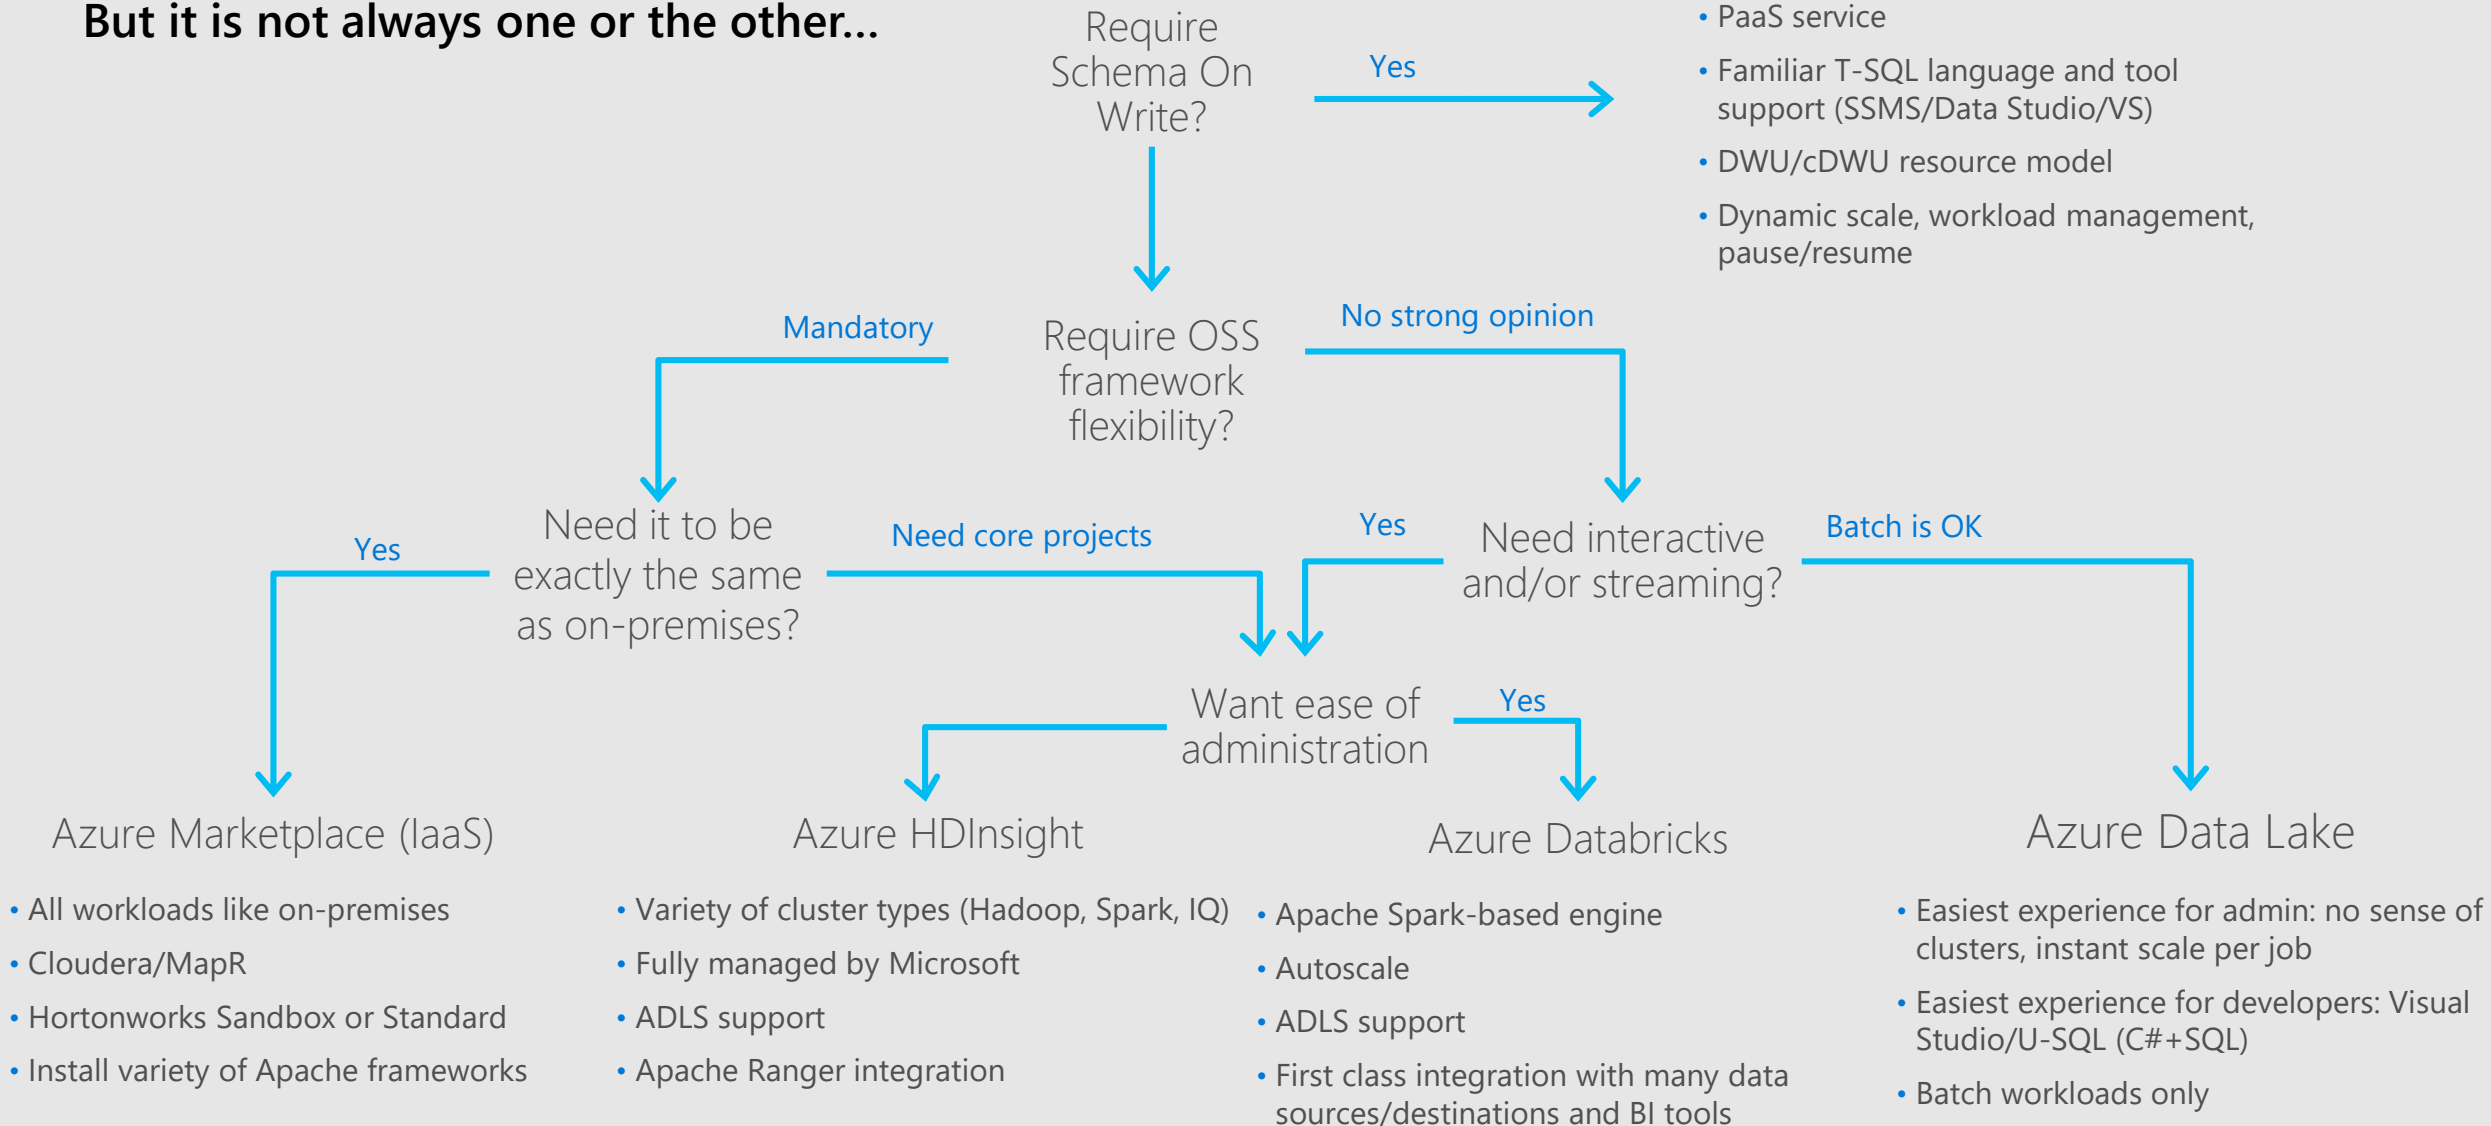 But it is not always one or the other...
Require
Schema On
Write?
Yes
• PaaS service
• Familiar T-SQL language and tool
support (SSMS/Data Studio/VS)
• DWU/cDWU resource model
• Dynamic scale, workload management,
pause/resume
Mandatory
Require OSS
framework
flexibility?
No strong opinion
Yes
Need it to be
exactly the same
as on-premises?
Need core projects
Yes
Need interactive
and/or streaming?
Batch is OK
Want ease of
administration
Yes
Azure Marketplace (IaaS)
• All workloads like on-premises
• Cloudera/MapR
• Hortonworks Sandbox or Standard
• Install variety of Apache frameworks
Azure HDInsight
• Variety of cluster types (Hadoop, Spark, IQ)
• Fully managed by Microsoft
• ADLS support
• Apache Ranger integration
Azure Databricks
• Apache Spark-based engine
• Autoscale
• ADLS support
• First class integration with many data
sources/destinations and BI tools
Azure Data Lake
• Easiest experience for admin: no sense of
clusters, instant scale per job
• Easiest experience for developers: Visual
Studio/U-SQL (C#+SQL)
• Batch workloads only